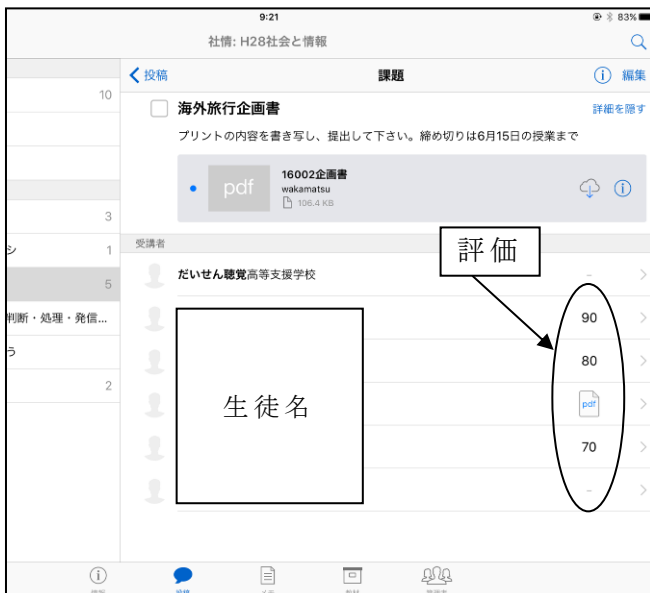 9:21
83%
社情: H28社会と情報
投稿
課題
編集
10
海外旅行企画書
詳細を隠す
プリントの内容を書き写し、提出して下さい。締め切りは6月15日の授業まで
pdf
16002企画書
wakamatsu
106.4 KB
3
シ
1
受講者
評価
5
だいせん聴覚高等支援学校
-
判断・処理・発信...
90
う
80
2
生徒名
pdf
70
-